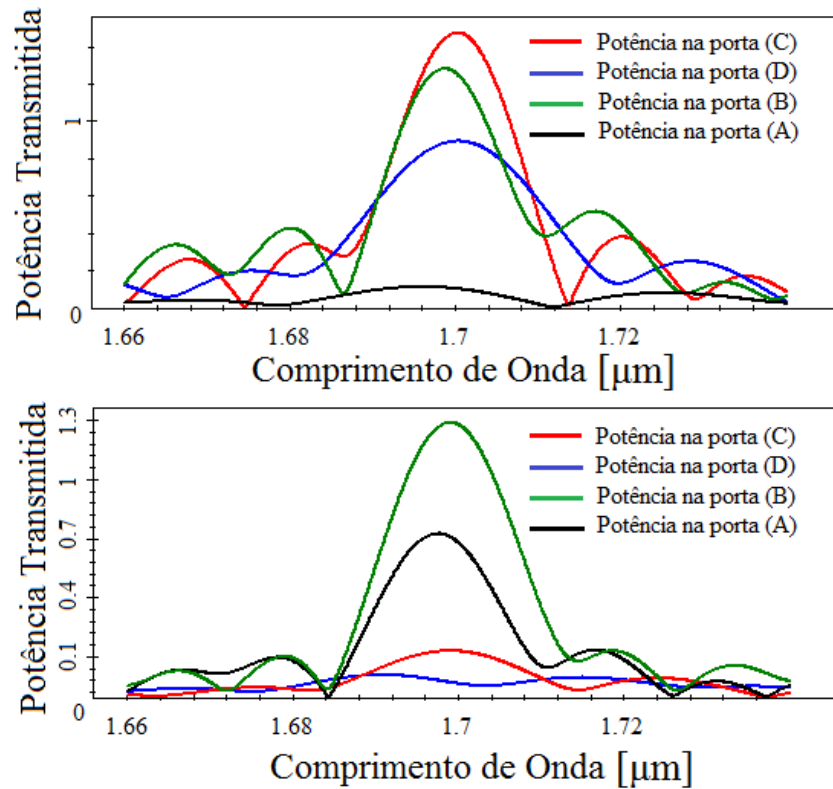 Potência Transmitida
1
0
Potência na porta (C)
Potência na porta (D)
Potência na porta (B)
Potência na porta (A)
1.66
1.68
1.7
1.72
Comprimento de Onda [μm]
Potência Transmitida
1.3
1
0.7
0.4
0.1
0
Potência na porta (C)
Potência na porta (D)
Potência na porta (B)
Potência na porta (A)
1.66
1.68
1.7
1.72
Comprimento de Onda [μm]